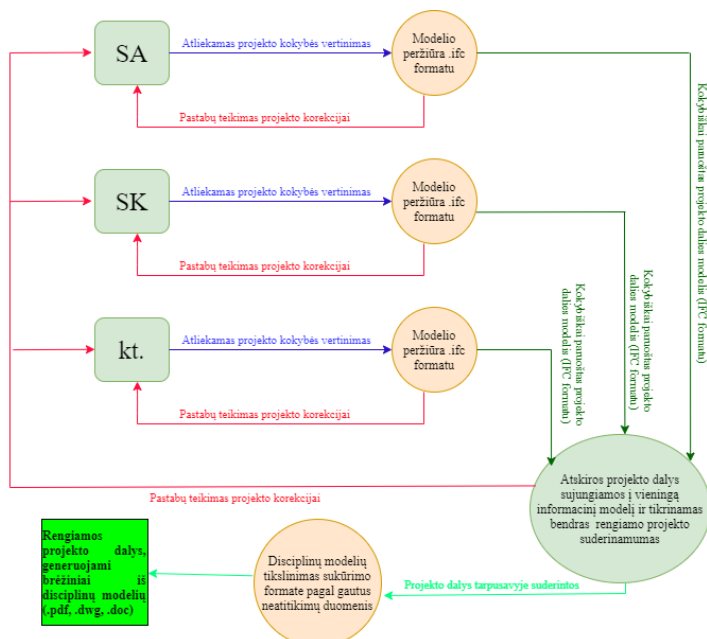 SA
Atliekamas projekto kokybės vertinimas
Modelio
peržiūra .ifc
formatu
Pastabų teikimas projekto korekcijai
SK
Atliekamas projekto kokybės vertinimas
Modelio
peržiūra .ifc
formatu
Pastabų teikimas projekto korekcijai
kt.
Atliekamas projekto kokybės vertinimas
Modelio
peržiūra .ifc
formatu
Pastabų teikimas projekto korekcijai
Kokybiškai paruoštas projekto
dalies modelis (IFC
formatu)
Kokybiškai paruoštas projekto
dalies modelis (IFC
formatu)
Kokybiškai paruoštas projekto dalies modelis (IFC formatu)
Atskiros projekto dalys
sujungiamos į vieningą
informacinį modelį ir tikrinamas
bendras rengiamo projekto
suderinamumas
Pastabų teikimas projekto korekcijai
Projekto dalys tarpusavyje suderintos
Disciplinų modelių
tikslinimas sukūrimo
formate pagal gautus
neatitikimų duomenis
Rengiamos
projekto dalys,
generuojami
brėžiniai iš
disciplinų modelių
(.pdf, .dwg, .doc)